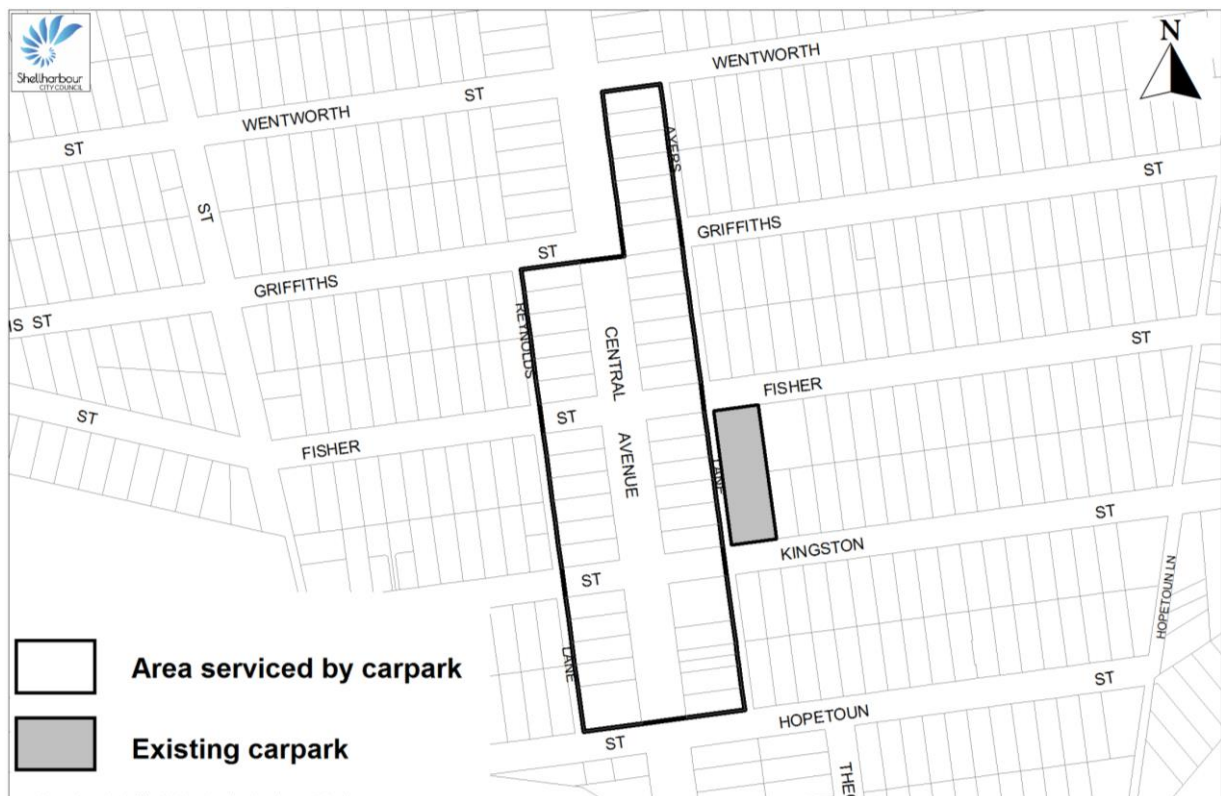 Shellharbour
CITY COUNCIL
N
WENTWORTH
ST
WENTWORTH
ST
AYERS
ST
ST
GRIFFITHS
ST
GRIFFITHS
IS ST
REYNOLDS
CENTRAL
ST
FISHER
ST
ST
FISHER
AVENUE
LANE
ST
KINGSTON
ST
HOPETOUN LN
LANE
ST
HOPETOUN
ST
Area serviced by carpark
Existing carpark